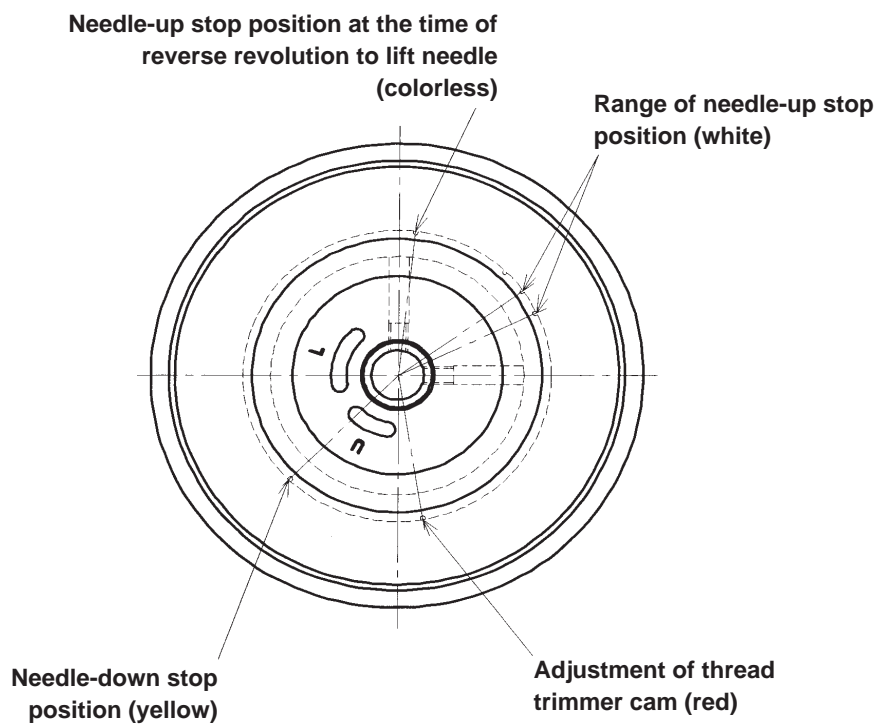 Needle-up stop position at the time of
reverse revolution to lift needle
(colorless)
Range of needle-up stop
position (white)
L
U
Needle-down stop
position (yellow)
Adjustment of thread
trimmer cam (red)